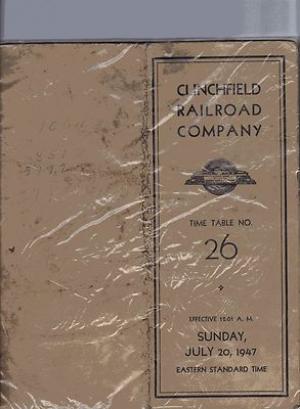 CLINCHFIELD
RAILROAD
COMPANY
TIME TABLE NO.
26
EFFECTIVE 12:01 A. M.
SUNDAY,
JULY 20, 1947
EASTERN STANDARD TIME